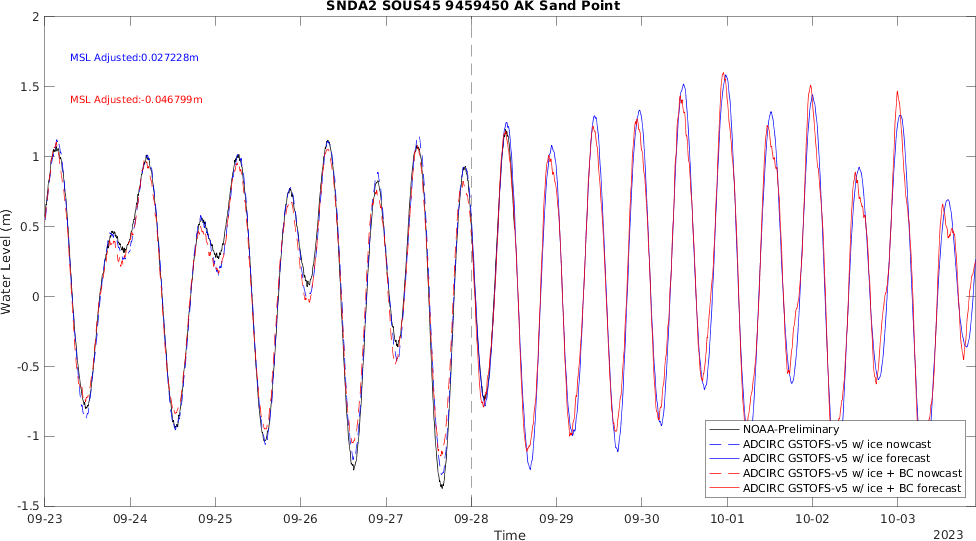 SNDA2 SOUS45 9459450 AK Sand Point
2
MSL Adjusted:0.027228m
1.5
MSL Adjusted:-0.046799m
1
0.5
Water Level (m)
0
-0.5
-1
NOAA-Preliminary
ADCIRC GSTOFS-v5 w/ ice nowcast
ADCIRC GSTOFS-v5 w/ ice forecast
ADCIRC GSTOFS-v5 w/ ice + BC nowcast
ADCIRC GSTOFS-v5 w/ ice + BC forecast
-1.5
09-23 09-24 09-25 09-26 09-27 09-28 09-29 09-30 10-01 10-02 10-03
Time
2023